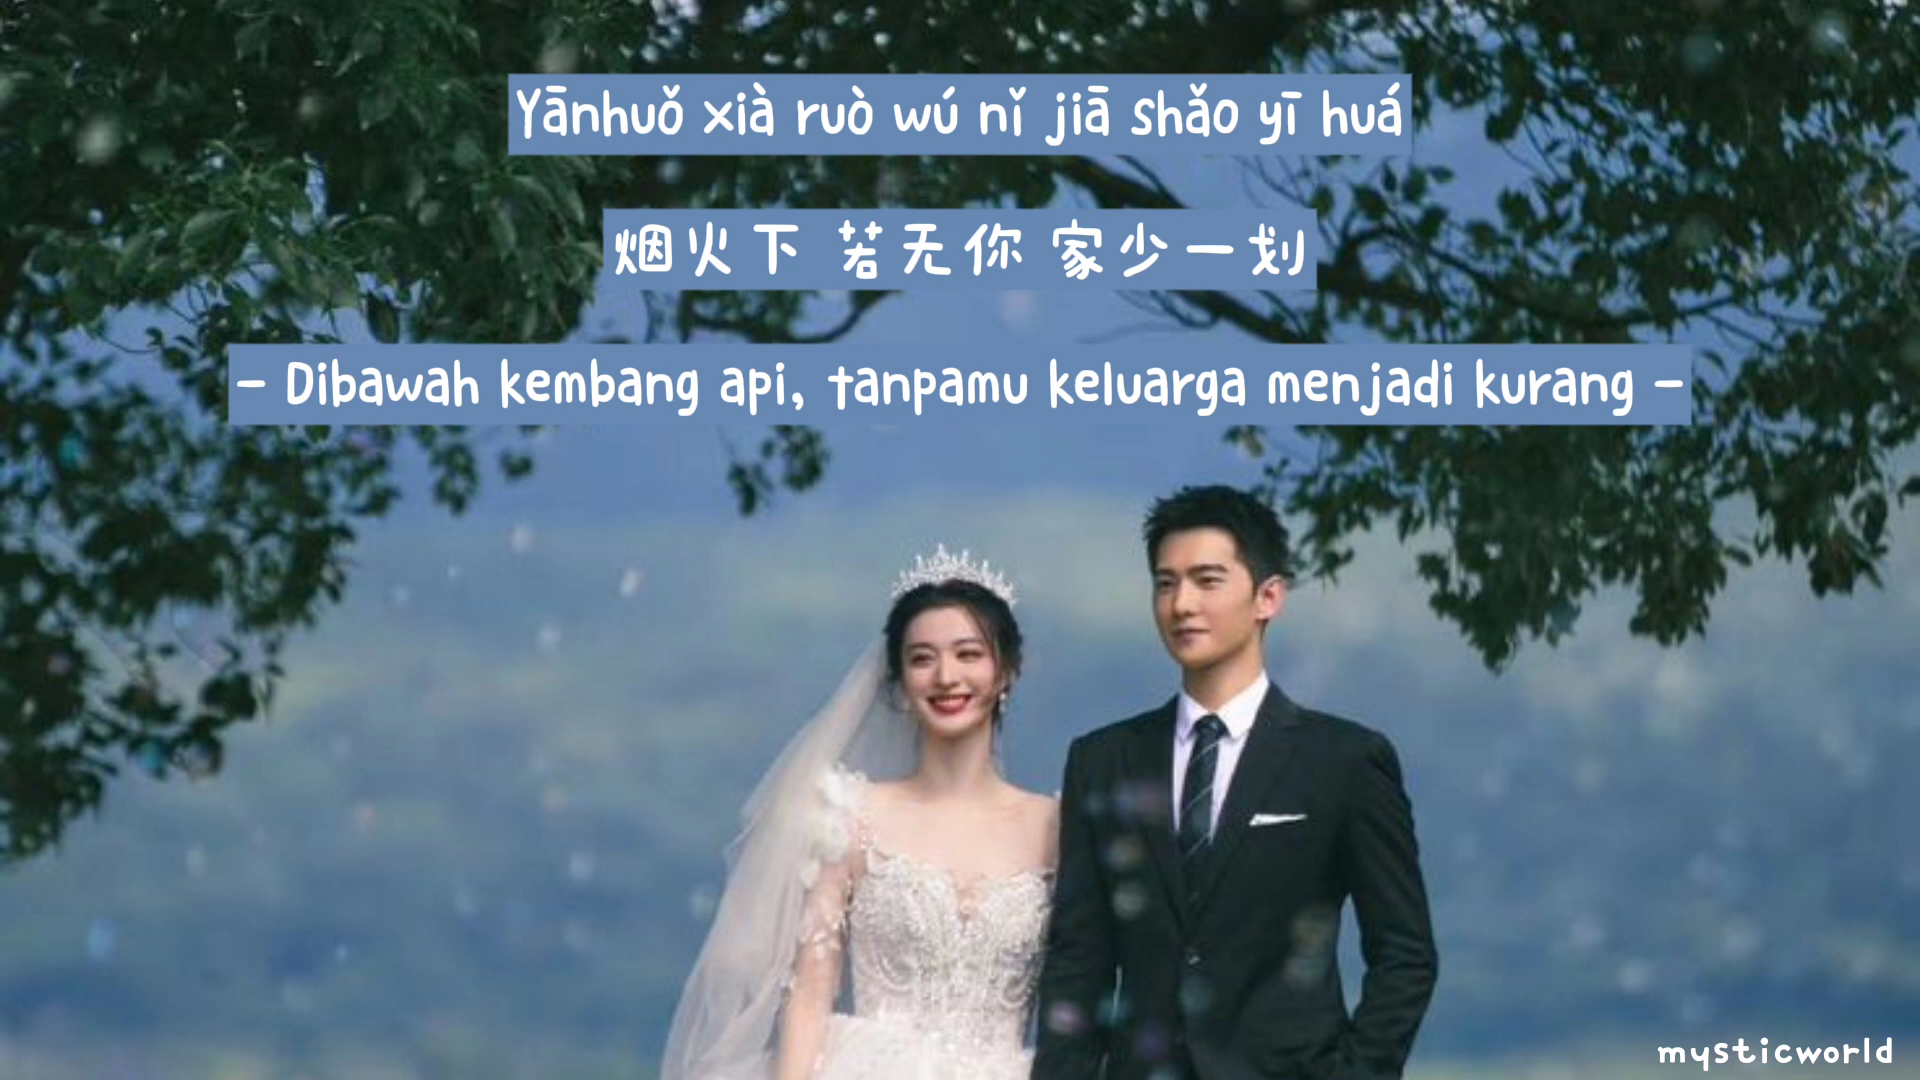 Yānhuǒ xià ruò wú nǐ jiā shǎo yī huá
烟火下 若无你 家少一划
- Dibawah kembang api, tanpamu keluarga menjadi kurang -
mysticworld